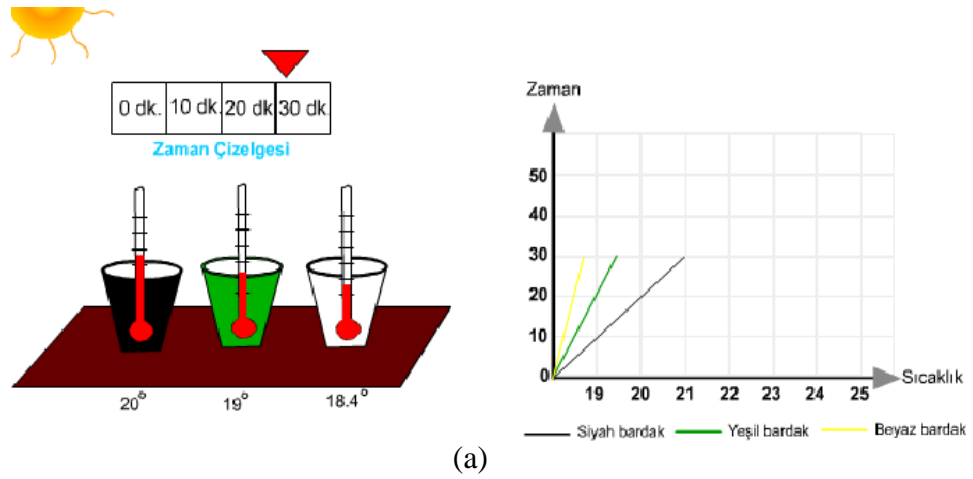 0 dk. 10 dk. 20 dk 30 dk.
Zaman Çizelgesi
20° 19° 18.4°
Zaman
50
40
30
20
10
0
19 20 21 22 23 24 25
Sıcaklık
Siyah bardak Yeşil bardak Beyaz bardak
(a)